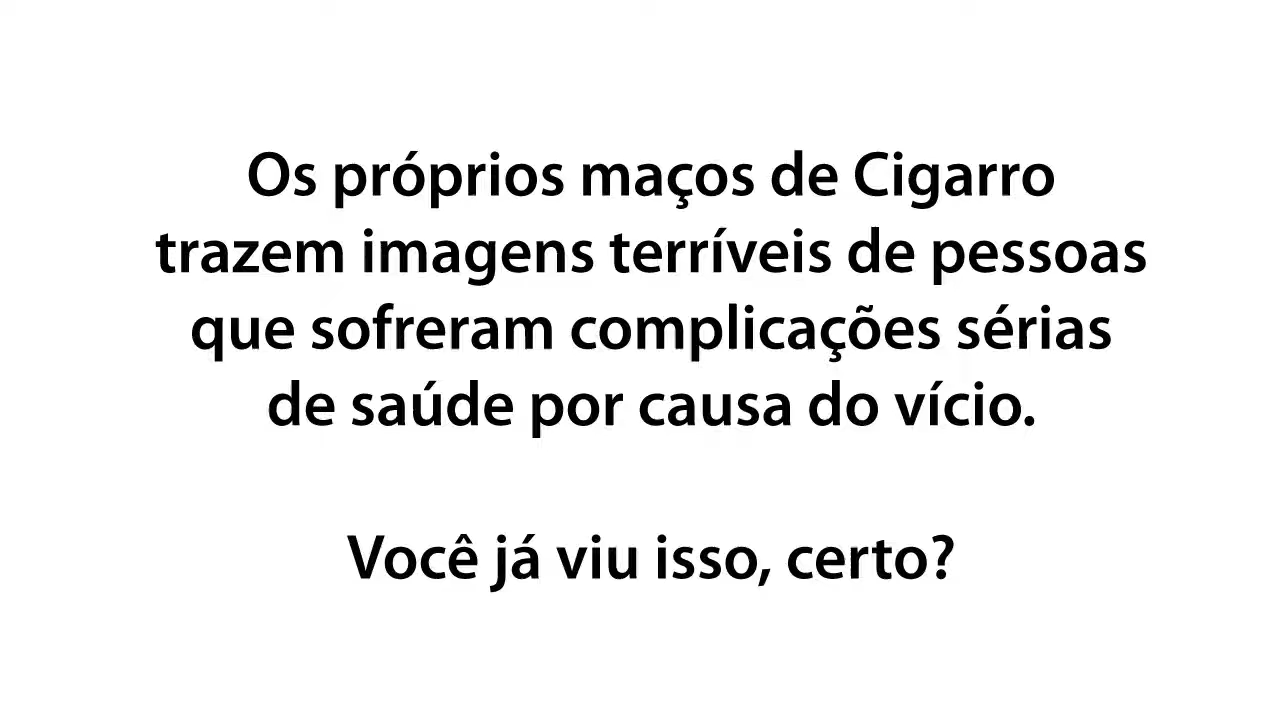 Os próprios maços de Cigarro
trazem imagens terríveis de pessoas
que sofreram complicações sérias
de saúde por causa do vício.
Você já viu isso, certo?